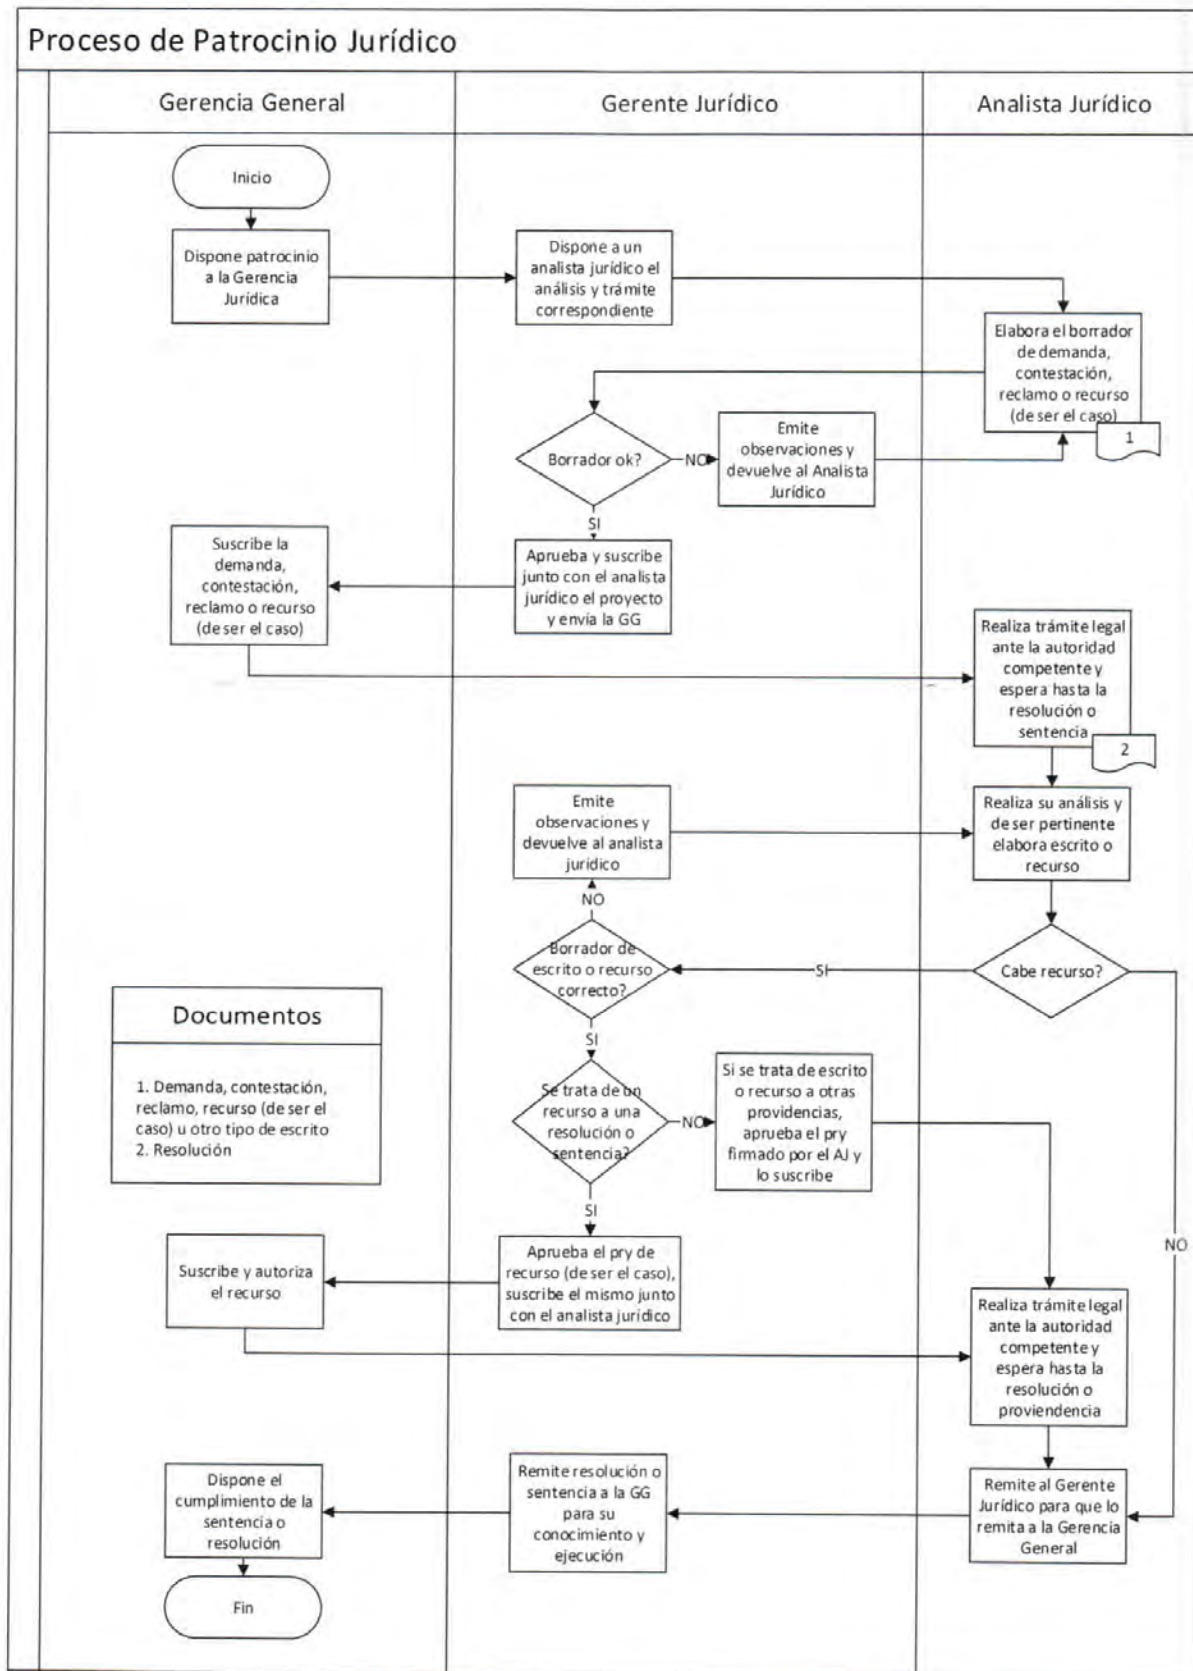 Proceso de Patrocinio Jurídico
Gerencia General
Gerente Jurídico
Analista Jurídico
Inicio
Dispone patrocinio
a la Gerencia
Jurídica
Dispone a un
analista jurídico el
análisis y trámite
correspondiente
Elabora el borrador
de demanda,
contestación,
reclamo o recurso
(de ser el caso)
1
Borrador ok?
NO
Emite
observaciones y
devuelve al Analista
Jurídico
SI
Aprueba y suscribe
junto con el analista
jurídico el proyecto
y envía la GG
Suscribe la
demanda,
contestación,
reclamo o recurso
(de ser el caso)
Realiza trámite legal
ante la autoridad
competente y
espera hasta la
resolución o
sentencia
2
Realiza su análisis y
de ser pertinente
elabora escrito o
recurso
Emite
observaciones y
devuelve al analista
jurídico
NO
Borrador de
escrito o recurso
correcto?
SI
Cabe recurso?
SI
NO
Documentos
1. Demanda, contestación,
reclamo, recurso (de ser el
caso) u otro tipo de escrito
2. Resolución
Se trata de un
recurso a una
resolución o
sentencia?
NO
Si se trata de escrito
o recurso a otras
providencias,
aprueba el pry
firmado por el AJ y
lo suscribe
SI
Aprueba el pry de
recurso (de ser el caso),
suscribe el mismo junto
con el analista jurídico
Suscribe y autoriza
el recurso
Realiza trámite legal
ante la autoridad
competente y
espera hasta la
resolución o
proviendencia
Remite al Gerente
Jurídico para que lo
remita a la Gerencia
General
Remite resolución o
sentencia a la GG
para su
conocimiento y
ejecución
Dispone el
cumplimiento de la
sentencia o
resolución
Fin